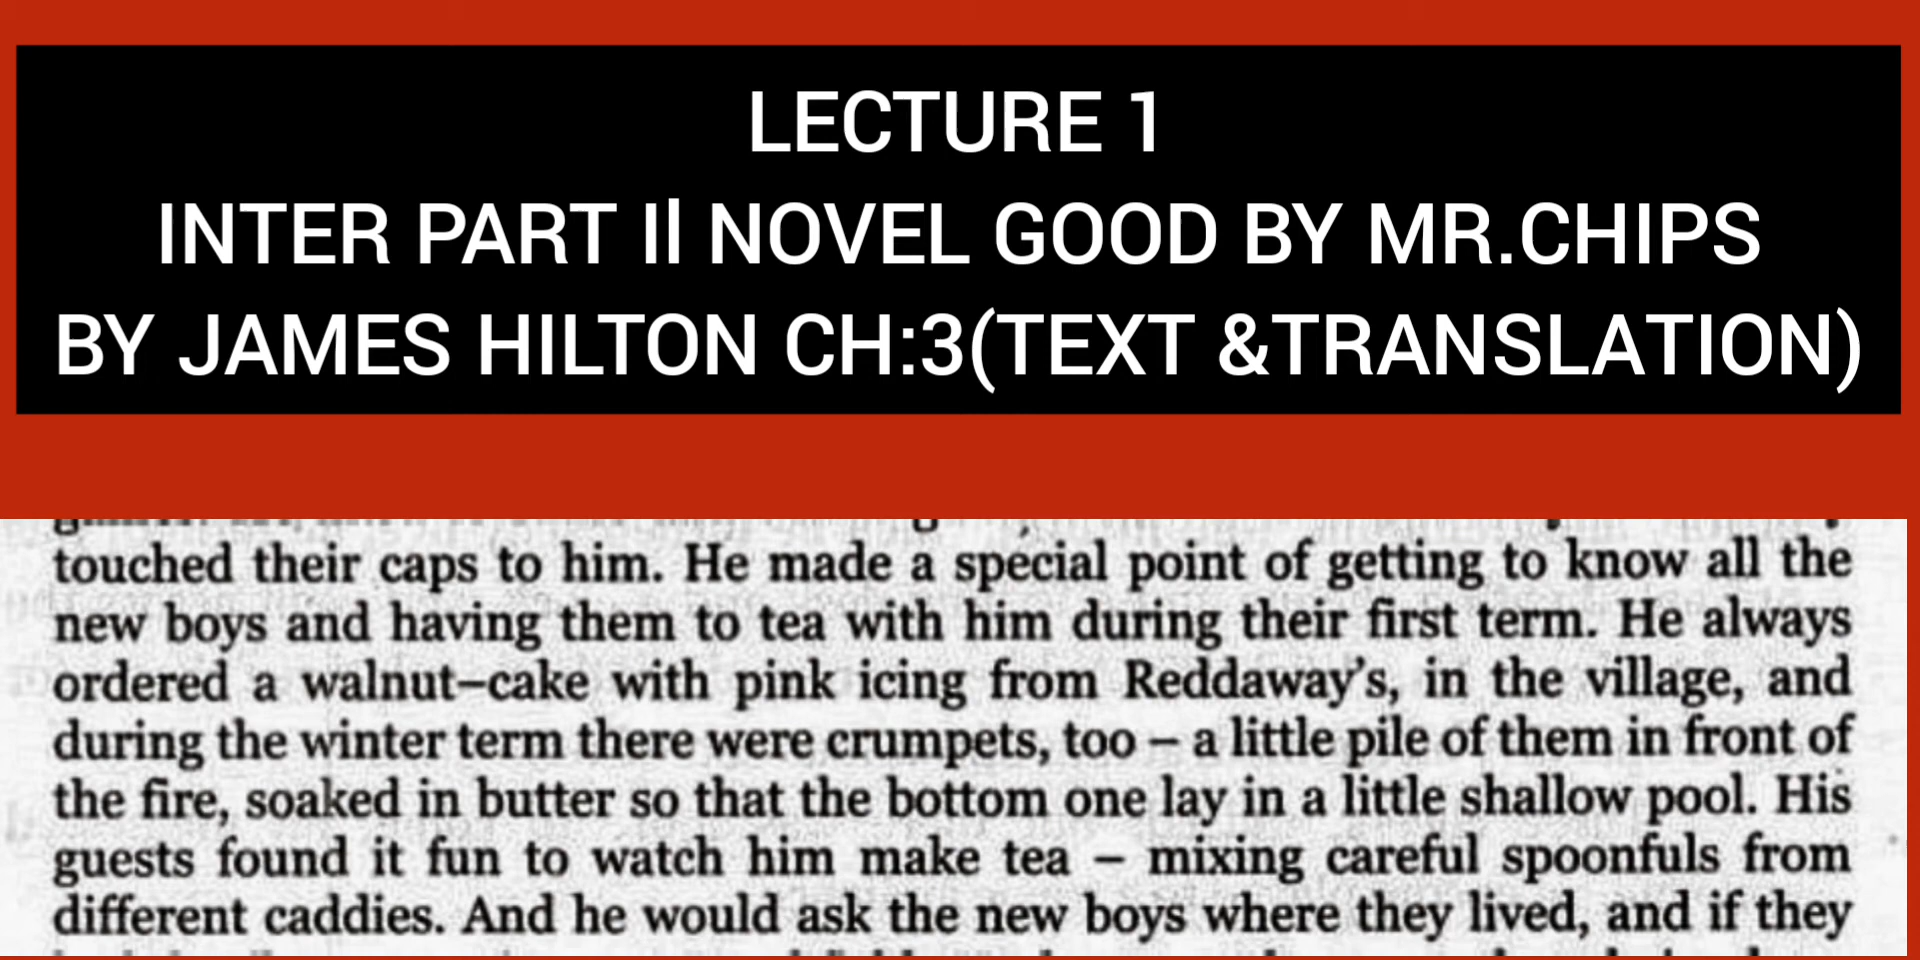 LECTURE 1
INTER PART Il NOVEL GOOD BY MR.CHIPS
BY JAMES HILTON CH:3(TEXT &TRANSLATION)
touched their caps to him. He made a special point of getting to know all the
new boys and having them to tea with him during their first term. He always
ordered a walnut–cake with pink icing from Reddaway's, in the village, and
during the winter term there were crumpets, too – a little pile of them in front of
the fire, soaked in butter so that the bottom one lay in a little shallow pool. His
guests found it fun to watch him make tea – mixing careful spoonfuls from
different caddies. And he would ask the new boys where they lived, and if they